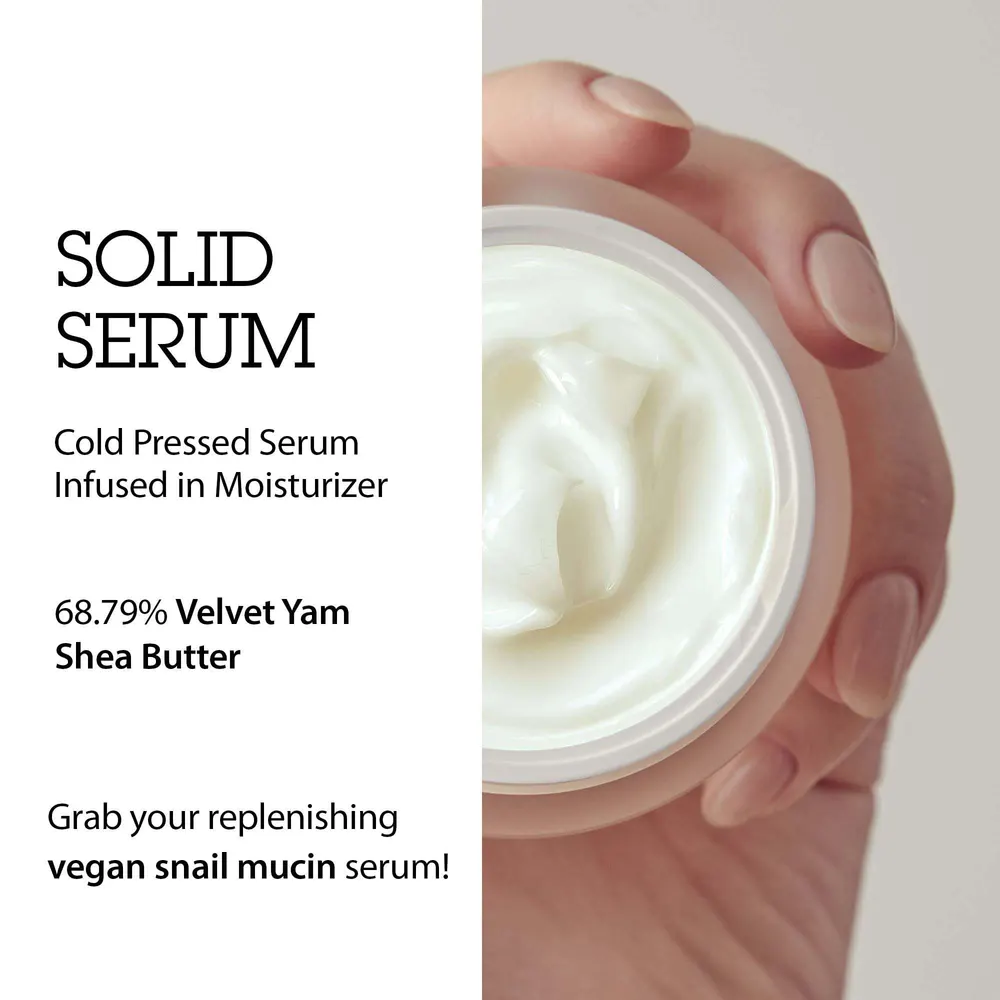 SOLID
SERUM
Cold Pressed Serum
Infused in Moisturizer
68.79% Velvet Yam
Shea Butter
Grab your replenishing
vegan snail mucin serum!